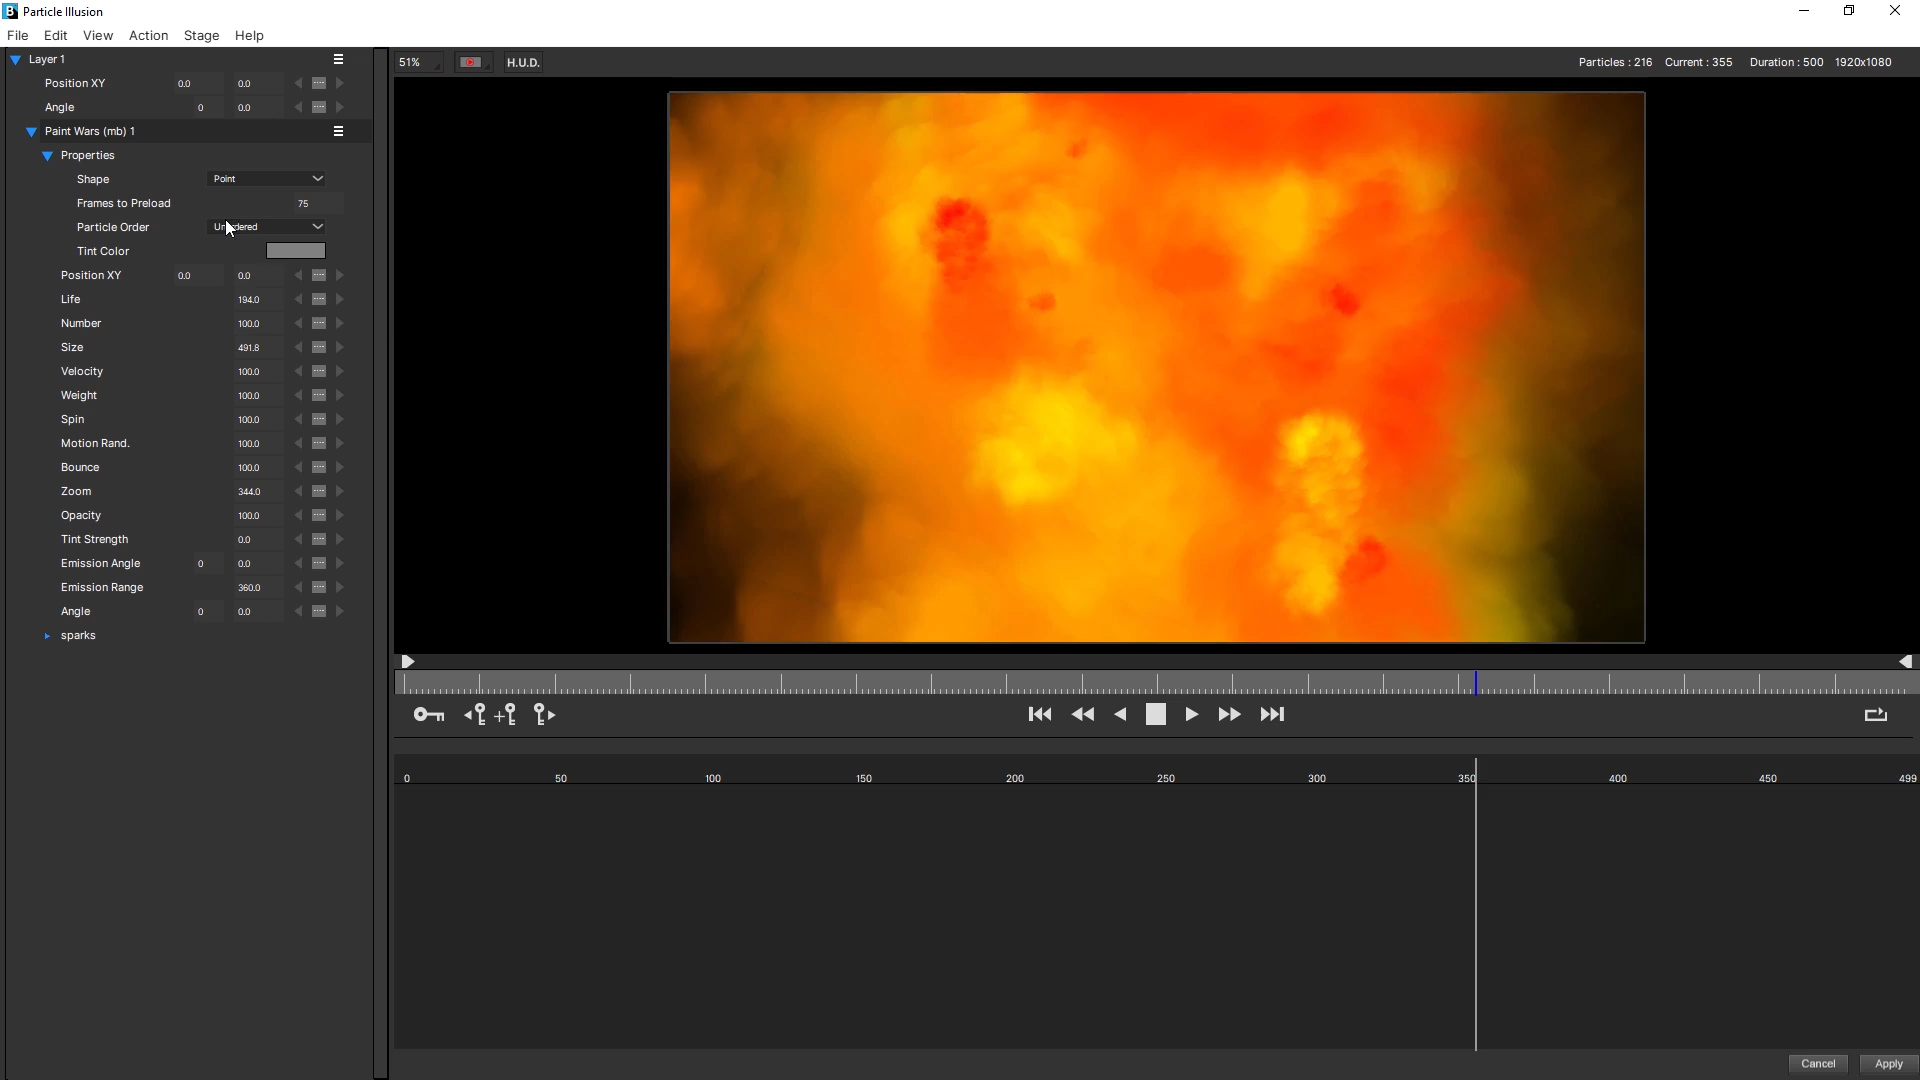 Particle Illusion
File Edit View Action Stage Help
Layer 1
51% H.U.D. Particles : 216 Current : 355 Duration : 500 1920x1080
Position XY 0.0 0.0
Angle 0 0.0
Paint Wars (mb) 1
Properties
Shape Point
Frames to Preload 75
Particle Order
Tint Color
Position XY 0.0 0.0
Life 194.0
Number 100.0
Size 491.8
Velocity 100.0
Weight 100.0
Spin 100.0
Motion Rand. 100.0
Bounce 100.0
Zoom 344.0
Opacity 100.0
Tint Strength 0.0
Emission Angle 0 0.0
Emission Range 360.0
Angle 0 0.0
sparks
0 50 100 150 200 250 300 350 400 450 499
Cancel Apply